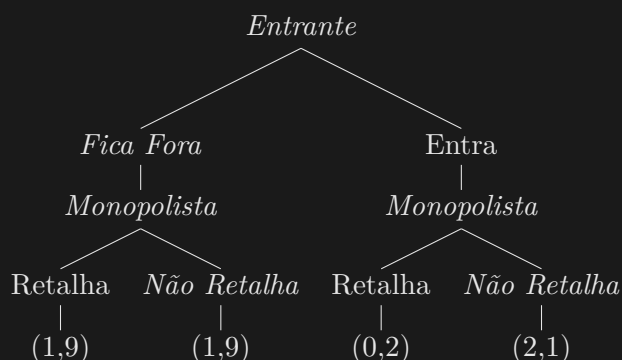 Entrante
Fica Fora Entra
Monopolista Monopolista
Retalha Não Retalha Retalha Não Retalha
(1,9) (1,9) (0,2) (2,1)